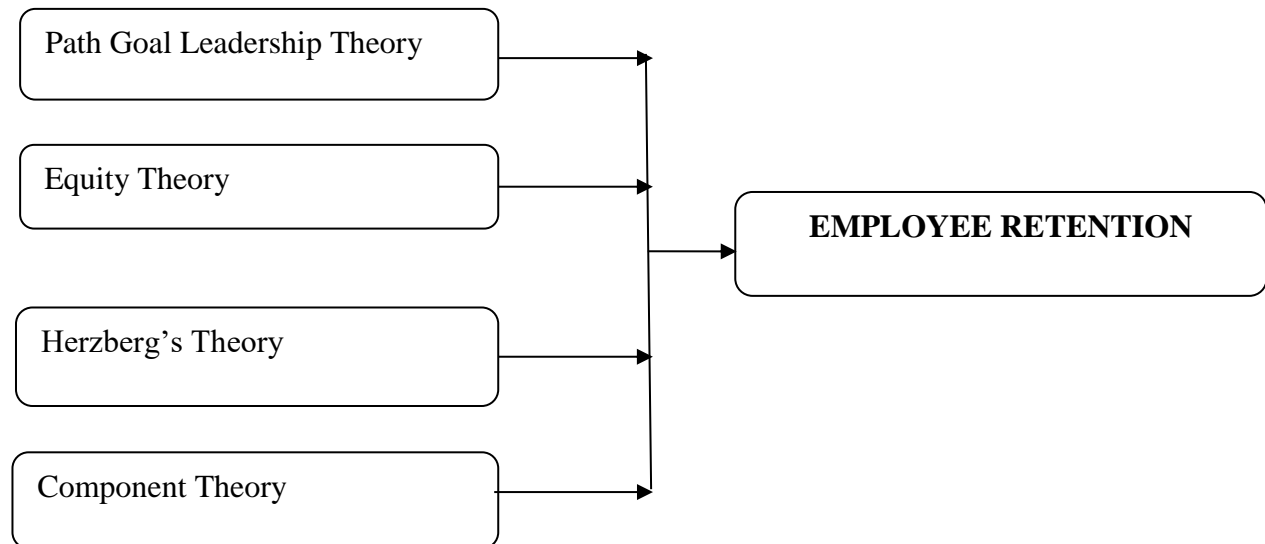 Path Goal Leadership Theory
Equity Theory
EMPLOYEE RETENTION
Herzberg’s Theory
Component Theory